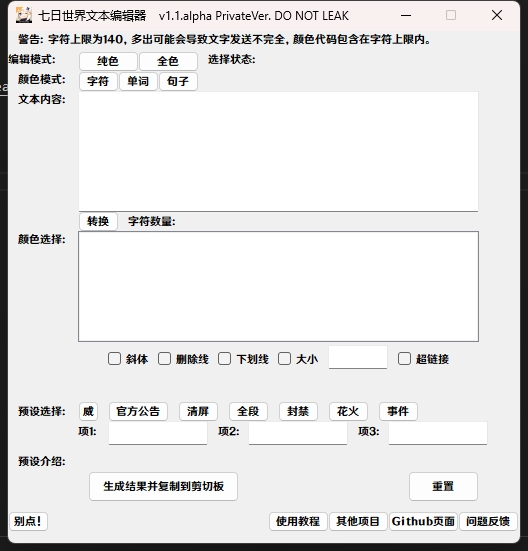 七日世界文本编辑器 v1.1.alpha PrivateVer. DO NOT LEAK
警告: 字符上限为140, 多出可能会导致文字发送不完全, 颜色代码包含在字符上限内。
编辑模式: 纯色 全色 选择状态:
颜色模式: 字符 单词 句子
文本内容:
转换 字符数量:
颜色选择:
斜体 删除线 下划线 大小 超链接
预设选择: 威 官方公告 清屏 全段 封禁 花火 事件
项1: 项2: 项3:
预设介绍:
生成结果并复制到剪切板 重置
别点! 使用教程 其他项目 Github页面 问题反馈